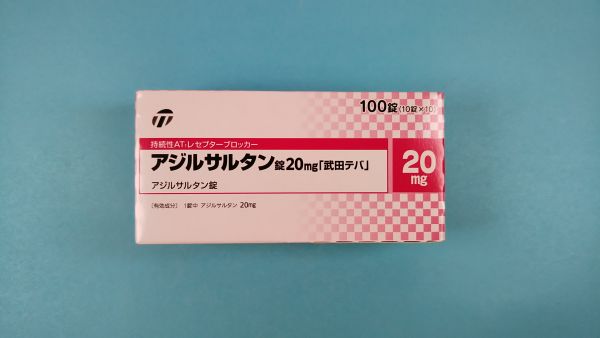 100錠(10錠×10)
持続性AT₁レセプターブロッカー
アジルサルタン錠20mg「武田テバ」
20mg
アジルサルタン錠
〔有効成分〕 1錠中 アジルサルタン 20mg